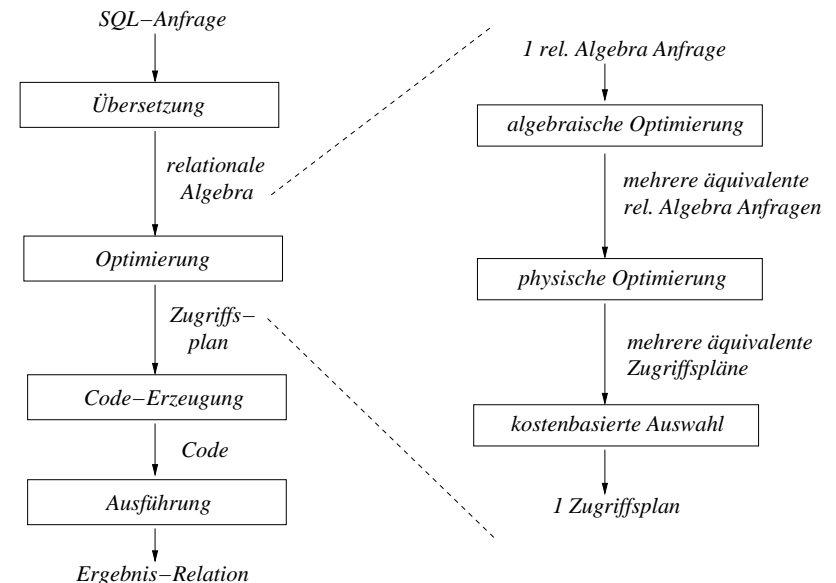 SQL−Anfrage
Übersetzung
relationale
Algebra
Optimierung
Zugriffs−
plan
Code−Erzeugung
Code
Ausführung
Ergebnis−Relation
1 rel. Algebra Anfrage
algebraische Optimierung
mehrere äquivalente
rel. Algebra Anfragen
physische Optimierung
mehrere äquivalente
Zugriffspläne
kostenbasierte Auswahl
1 Zugriffsplan